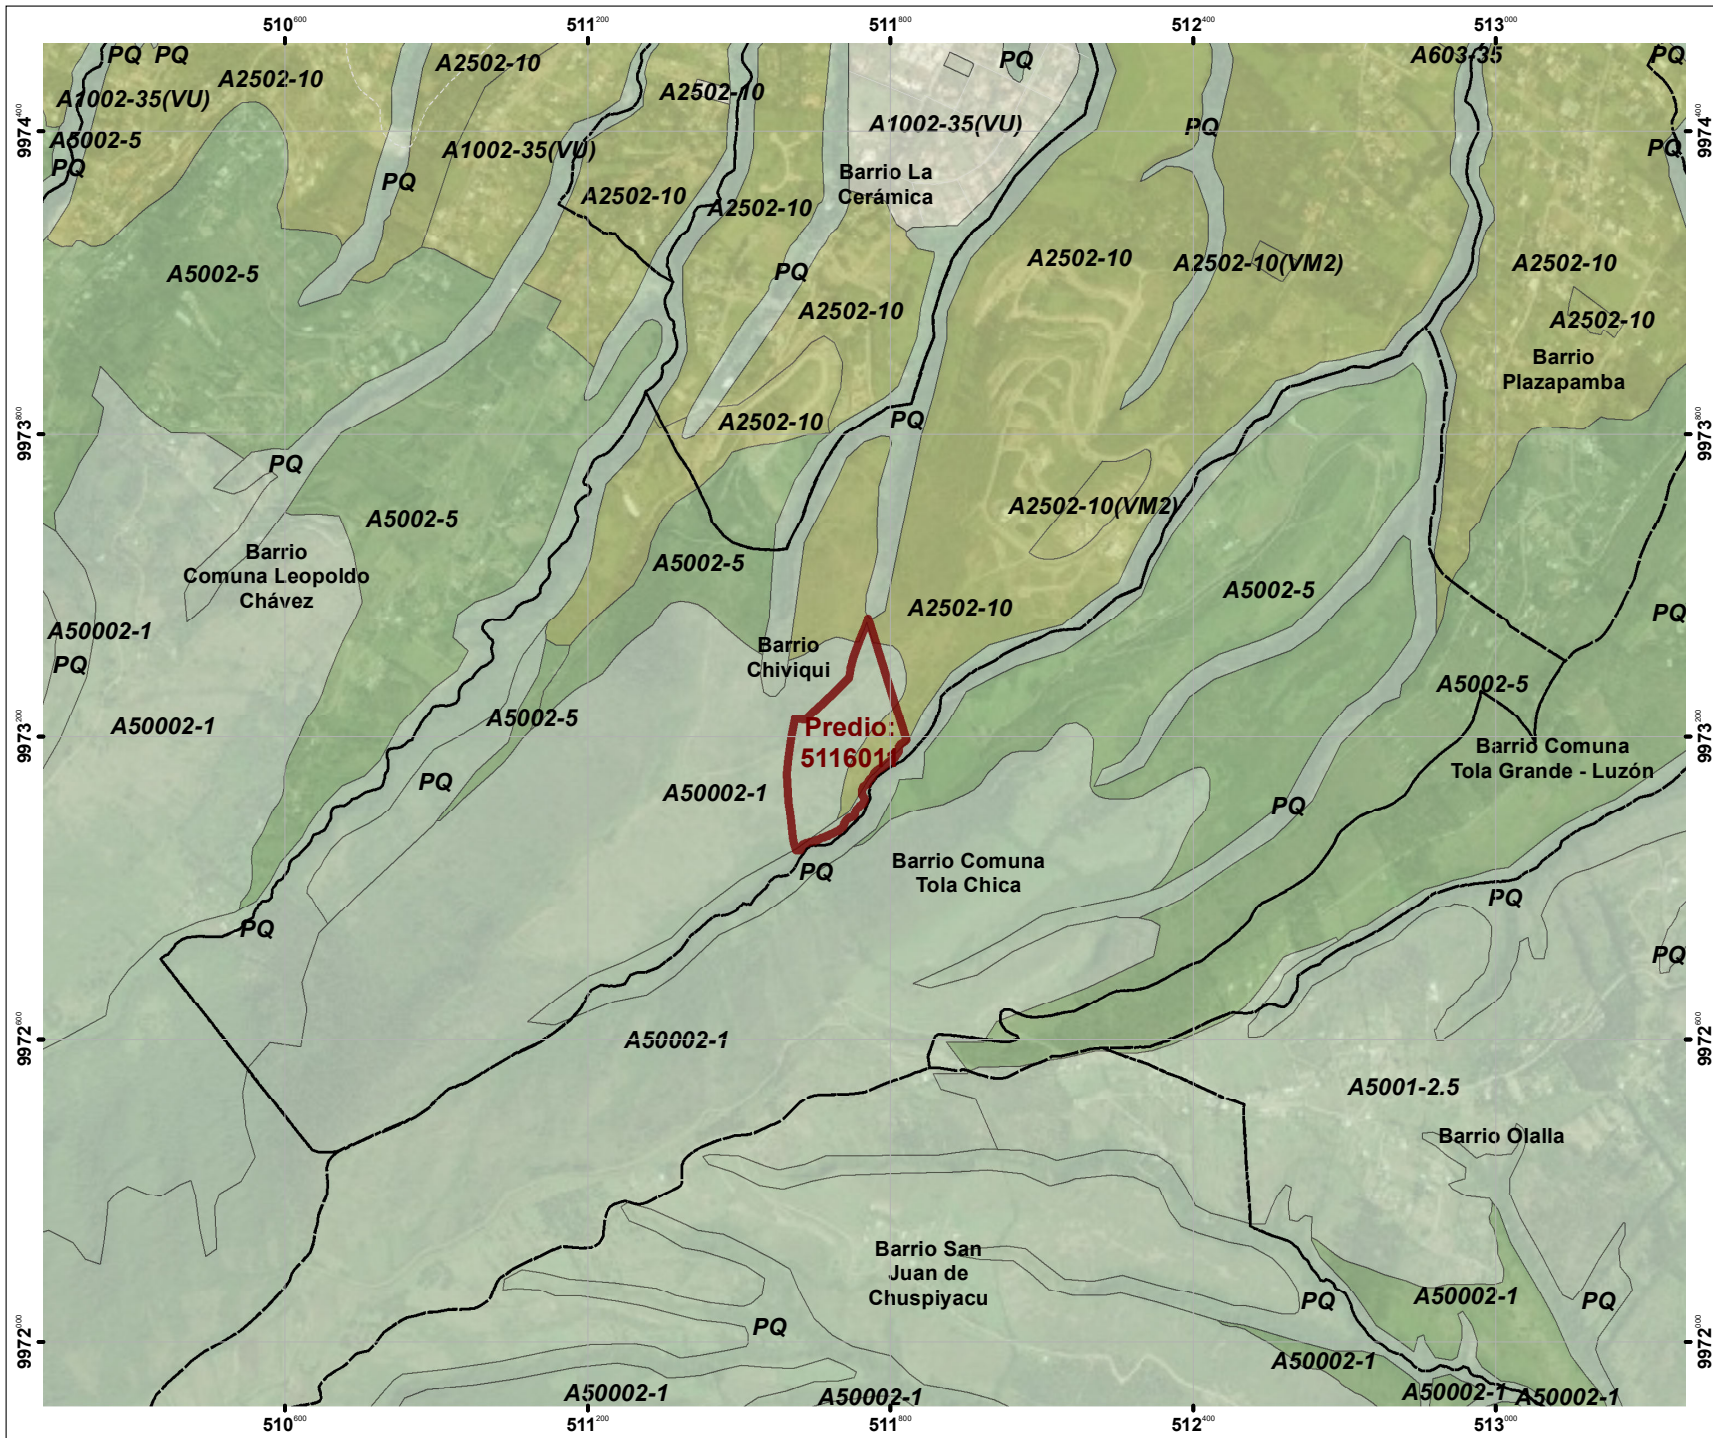 510600 511200 511800 512400 513000
PQ PQ A2502-10 A2502-10 PQ A603-35 PQ
A1002-35(VU) A2502-10
A5002-5 A1002-35(VU) A1002-35(VU) PQ PQ
9974400 9974400
PQ PQ
Barrio La
Cerámica
A2502-10 A2502-10
A5002-5 PQ A2502-10 A2502-10(VM2) A2502-10
A2502-10 A2502-10
Barrio
Plazapamba
A2502-10 PQ
9973800 9973800
PQ
A5002-5 A2502-10(VM2)
Barrio
Comuna Leopoldo
Chávez
A5002-5 A5002-5
A2502-10 PQ
A50002-1
PQ
Barrio
Chiviqui
A5002-5
A50002-1 A5002-5
Predio:
511601
9973200 9973200
Barrio Comuna
Tola Grande - Luzón
PQ A50002-1 PQ
Barrio Comuna
Tola Chica
PQ PQ
PQ PQ
9972600 9972600
A50002-1
A5001-2.5
Barrio Olalla
Barrio San
Juan de
Chuspiyacu
PQ A50002-1 PQ
PQ
9972000 9972000
A50002-1
A50002-1 A50002-1 A50002-1 A50002-1
510600 511200 511800 512400 513000